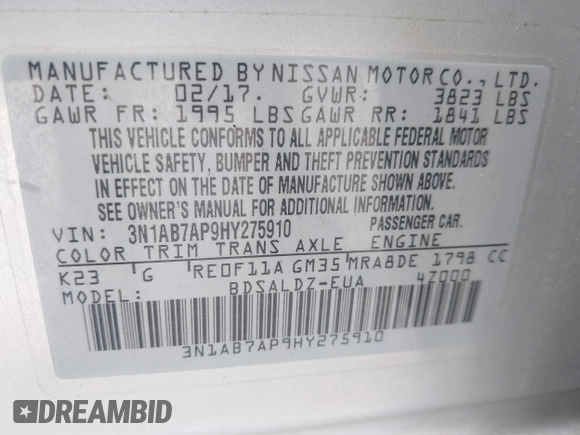 MANUFACTURED BY NISSAN MOTOR CO., LTD.
DATE: 02/17. GVWR: 3823 LBS
GAWR FR: 1995 LBS GAWR RR: 1841 LBS
THIS VEHICLE CONFORMS TO ALL APPLICABLE FEDERAL MOTOR
VEHICLE SAFETY, BUMPER AND THEFT PREVENTION STANDARDS
IN EFFECT ON THE DATE OF MANUFACTURE SHOWN ABOVE.
SEE OWNER'S MANUAL FOR ADDITIONAL INFORMATION.
VIN: 3N1AB7AP9HY275910 PASSENGER CAR.
COLOR TRIM TRANS AXLE ENGINE
K23 G RE0F11A GM35 MRA8DE 1798 CC
MODEL: BDSALDZ-EUA 4Z000
3N1AB7AP9HY275910
DREAMBID